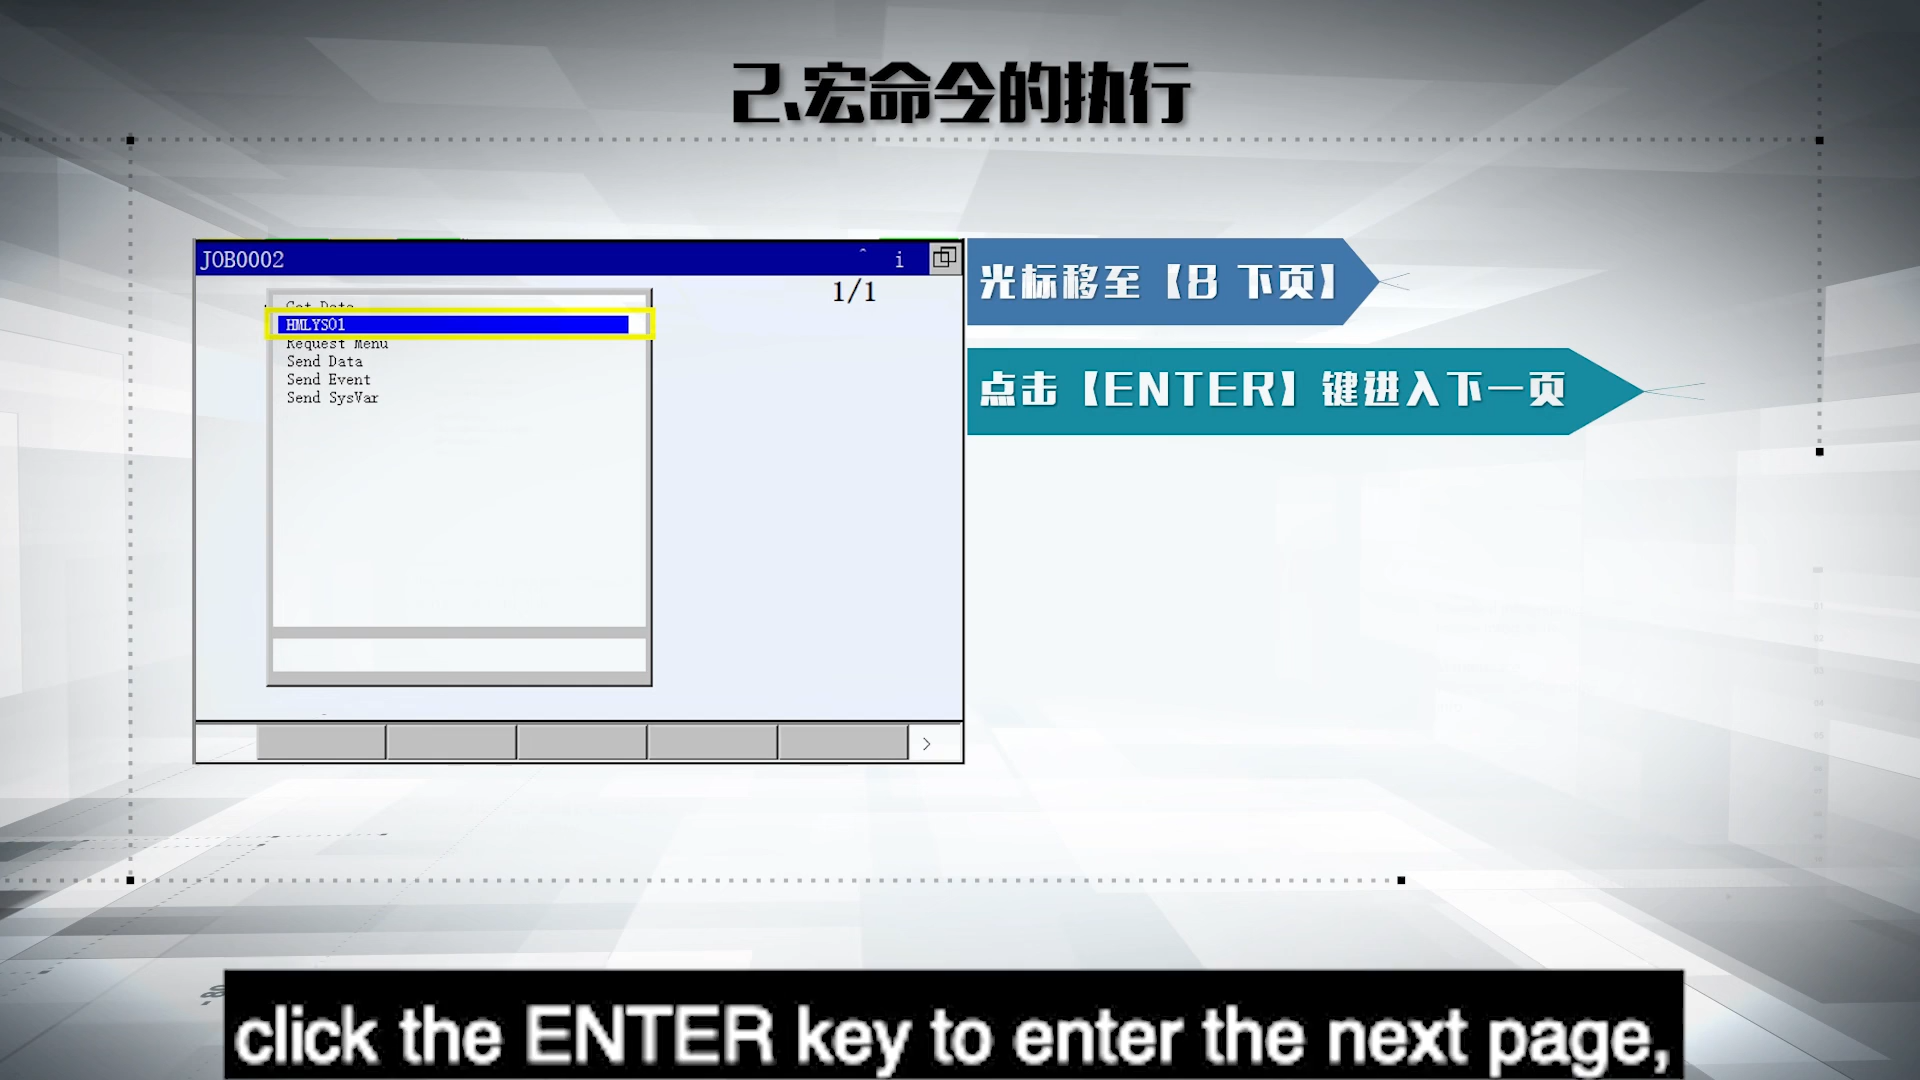 2、宏命令的执行
JOB0002
i
1/1
光标移至【8 下页】
Get Data
HMLYS01
Request Menu
Send Data
Send Event
Send SysVar
点击【ENTER】键进入下一页
>
click the ENTER key to enter the next page,